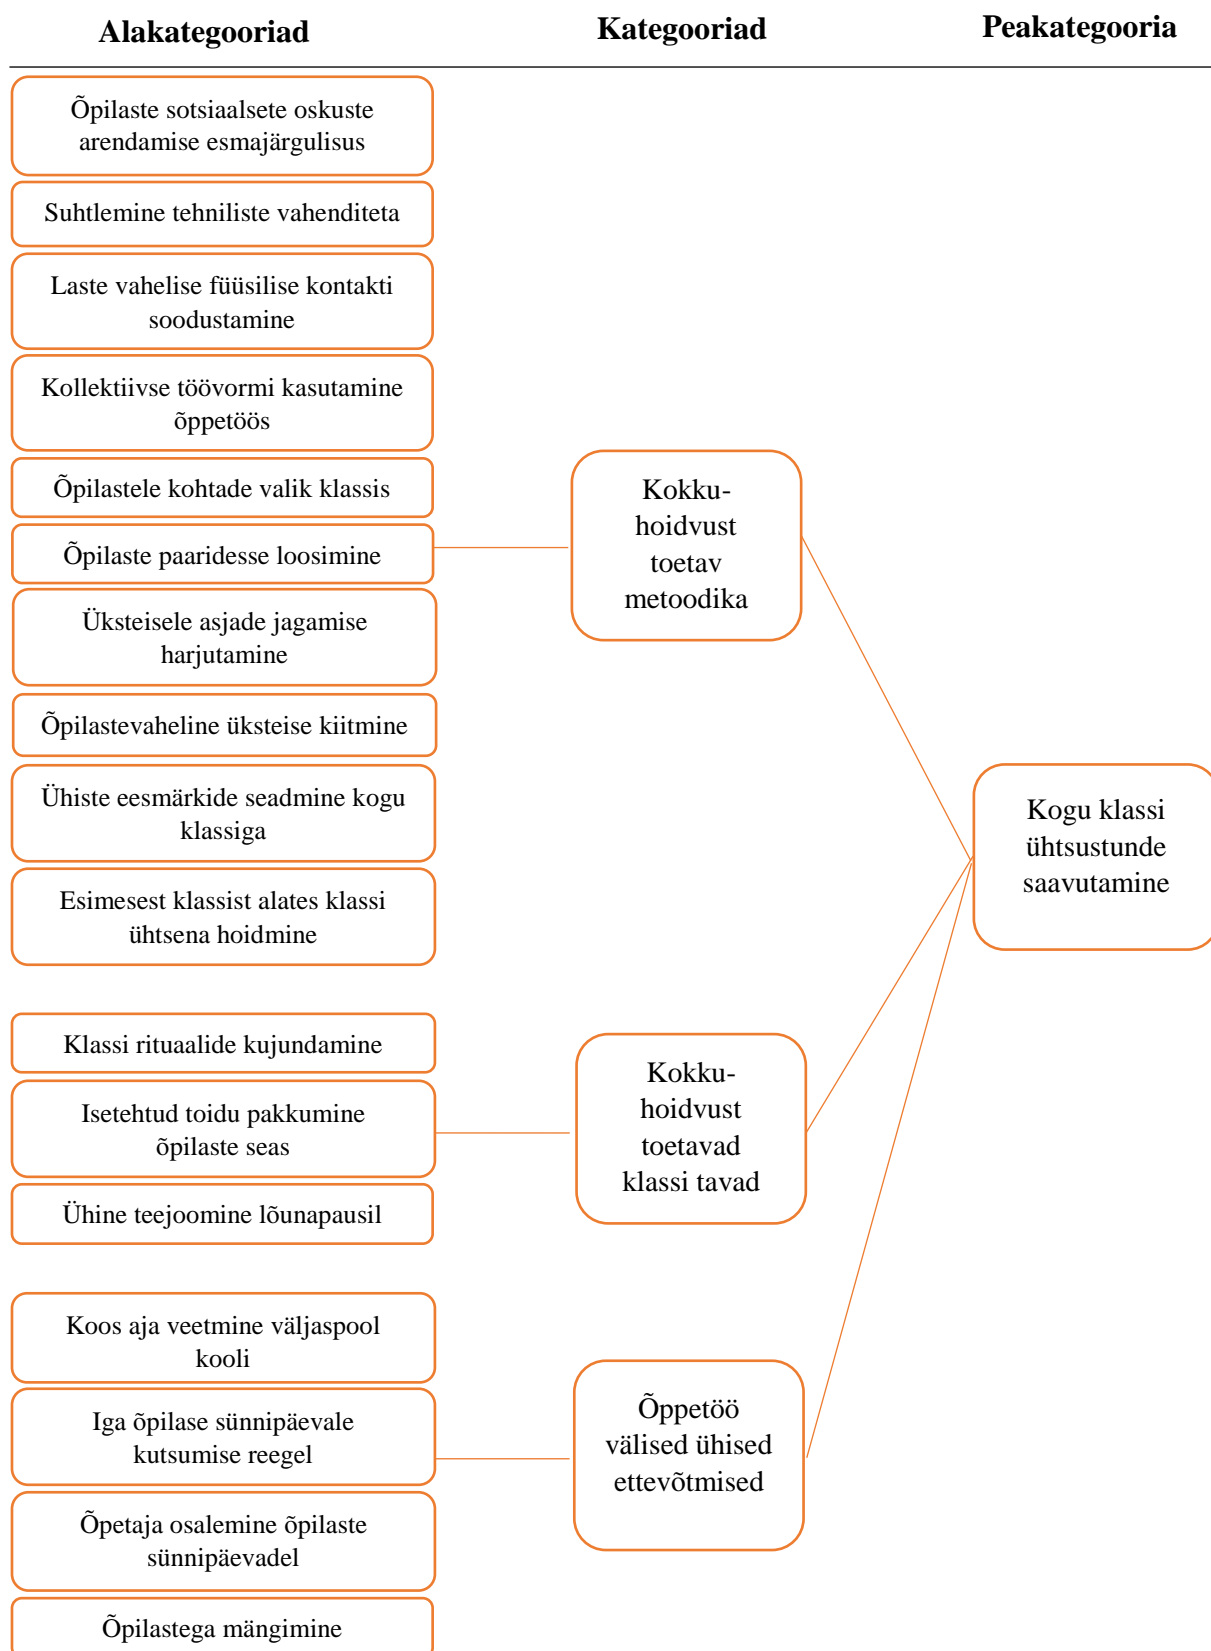 Alakategooriad
Kategooriad
Peakategooria
Õpilaste sotsiaalsete oskuste
arendamise esmajärgulisus
Suhtlemine tehniliste vahenditeta
Laste vahelise füüsilise kontakti
soodustamine
Kollektiivse töövormi kasutamine
õppetöös
Õpilastele kohtade valik klassis
Õpilaste paaridesse loosimine
Üksteisele asjade jagamise
harjutamine
Õpilastevaheline üksteise kiitmine
Ühiste eesmärkide seadmine kogu
klassiga
Esimesest klassist alates klassi
ühtsena hoidmine
Klassi rituaalide kujundamine
Isetehtud toidu pakkumine
õpilaste seas
Ühine teejoomine lõunapausil
Koos aja veetmine väljaspool
kooli
Iga õpilase sünnipäevale
kutsumise reegel
Õpetaja osalemine õpilaste
sünnipäevadel
Õpilastega mängimine
Kokku-
hoidvust
toetav
metoodika
Kokku-
hoidvust
toetavad
klassi tavad
Õppetöö
välised ühised
ettevõtmised
Kogu klassi
ühtsustunde
saavutamine